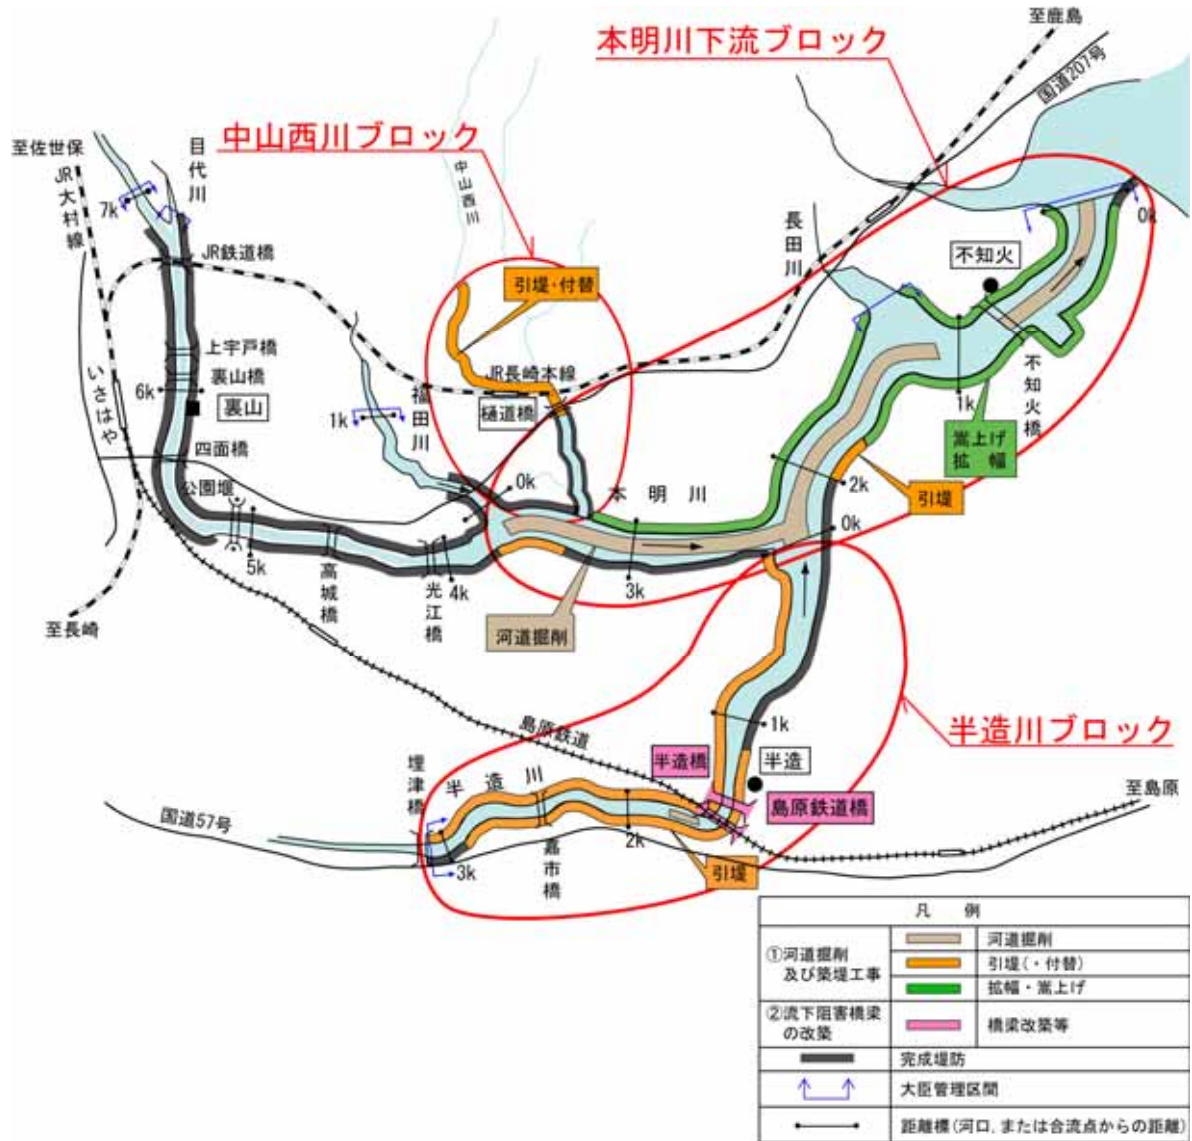 至鹿島
本明川下流ブロック
国道207号
中山西川ブロック
至佐世保
JR大村線
目代川
中山西川
7k
0k
長田川
JR鉄道橋
不知火
引堤・付替
上宇戸橋
JR長崎本線
裏山橋
6k
いさはや
裏山
1k
福田川
樋道橋
1k
不知火橋
四面橋
嵩上げ
拡幅
公園堰
0k
本明川
2k
引堤
0k
5k
高城橋
光江橋
4k
3k
至長崎
河道掘削
島原鉄道
1k
半造川ブロック
半造橋
半造
埋津橋
半造川
至島原
国道57号
島原鉄道橋
嘉市橋
2k
3k
引堤
凡 例
①河道掘削
及び築堤工事
河道掘削
引堤(・付替)
拡幅・嵩上げ
②流下阻害橋梁
の改築
橋梁改築等
完成堤防
大臣管理区間
距離標(河口、または合流点からの距離)